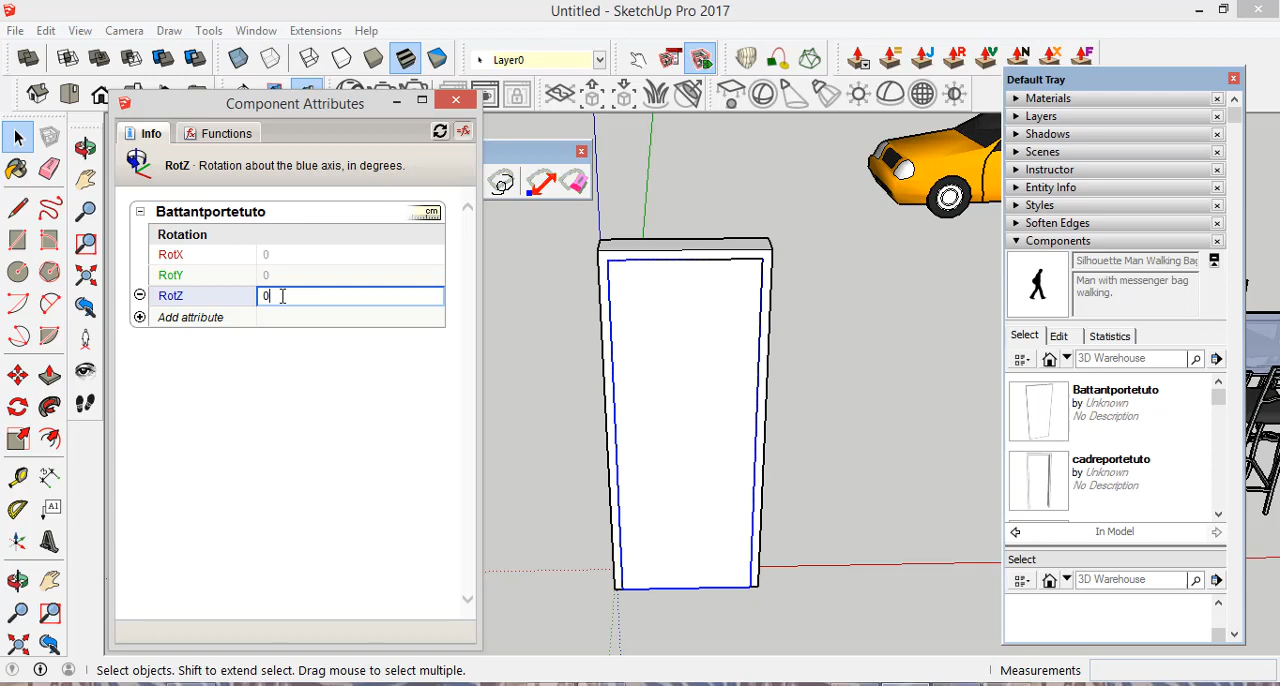 Untitled - SketchUp Pro 2017
File Edit View Camera Draw Tools Window Extensions Help
Layer0
J R V N X F
Component Attributes
Info Functions
RotZ - Rotation about the blue axis, in degrees.
Battantportetuto cm
Rotation
RotX 0
RotY 0
RotZ 0
Add attribute
A1
Default Tray
Materials
Layers
Shadows
Scenes
Instructor
Entity Info
Styles
Soften Edges
Components
Silhouette Man Walking Bag
Man with messenger bag
walking.
Select Edit Statistics
3D Warehouse
Battantportetuto
by Unknown
No Description
cadreportetuto
by Unknown
No Description
In Model
Select
3D Warehouse
Select objects. Shift to extend select. Drag mouse to select multiple.
Measurements